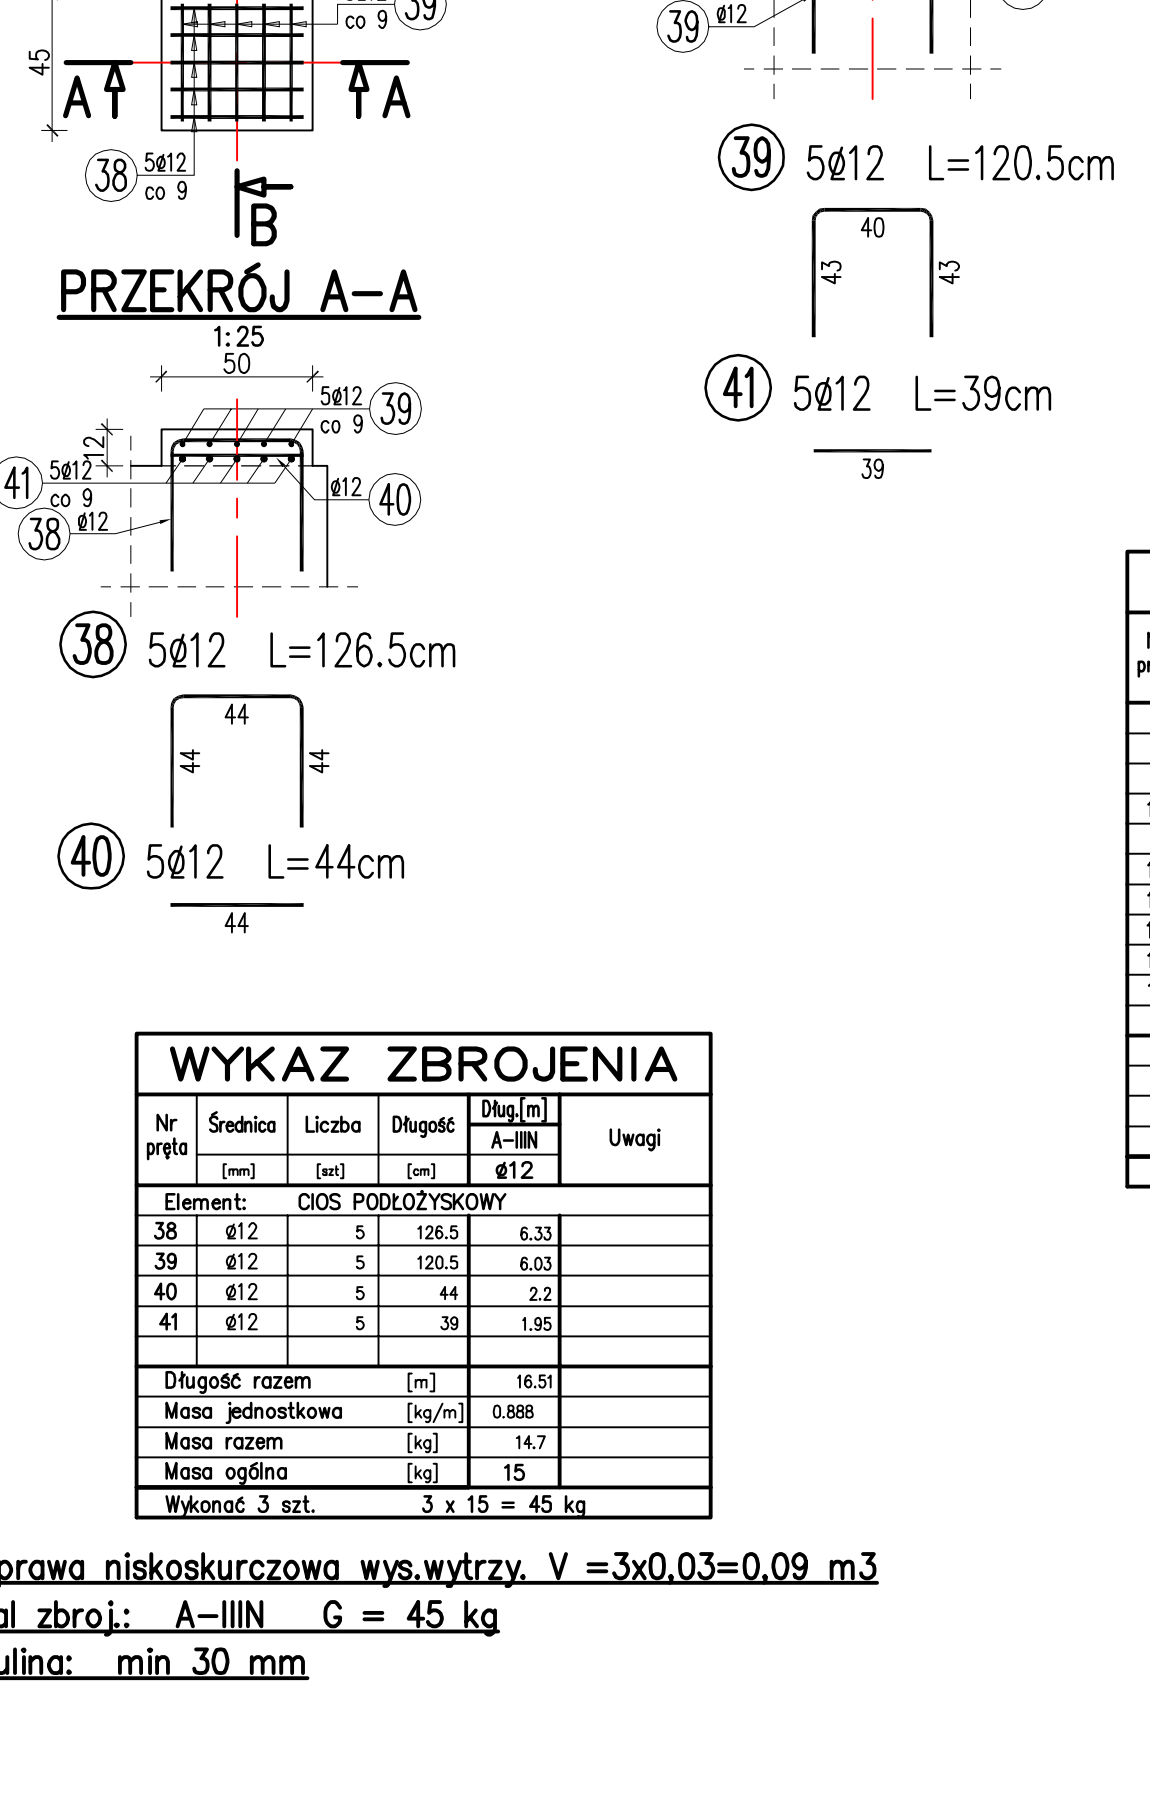 39
co 9
45
A
A
38
5ø12
co 9
B
39
ø12
39 5ø12 L=120.5cm
40
43
43
PRZEKRÓJ A-A
1:25
50
5ø12
co 9
39
12
41
5ø12
co 9
ø12
40
38
ø12
41 5ø12 L=39cm
39
38 5ø12 L=126.5cm
44
44
44
40 5ø12 L=44cm
44
WYKAZ ZBROJENIA
Nr pręta Średnica Liczba Długość Dług.[m] Uwagi
A-IIIN
[mm] [szt] [cm] ø12
Element: CIOS PODŁOŻYSKOWY
38 ø12 5 126.5 6.33
39 ø12 5 120.5 6.03
40 ø12 5 44 2.2
41 ø12 5 39 1.95
Długość razem [m] 16.51
Masa jednostkowa [kg/m] 0.888
Masa razem [kg] 14.7
Masa ogólna [kg] 15
Wykonać 3 szt. 3 x 15 = 45 kg
prawa niskoskurczowa wys.wytrzy. V =3x0,03=0,09 m3
al zbroj.: A-IIIN G = 45 kg
ulina: min 30 mm